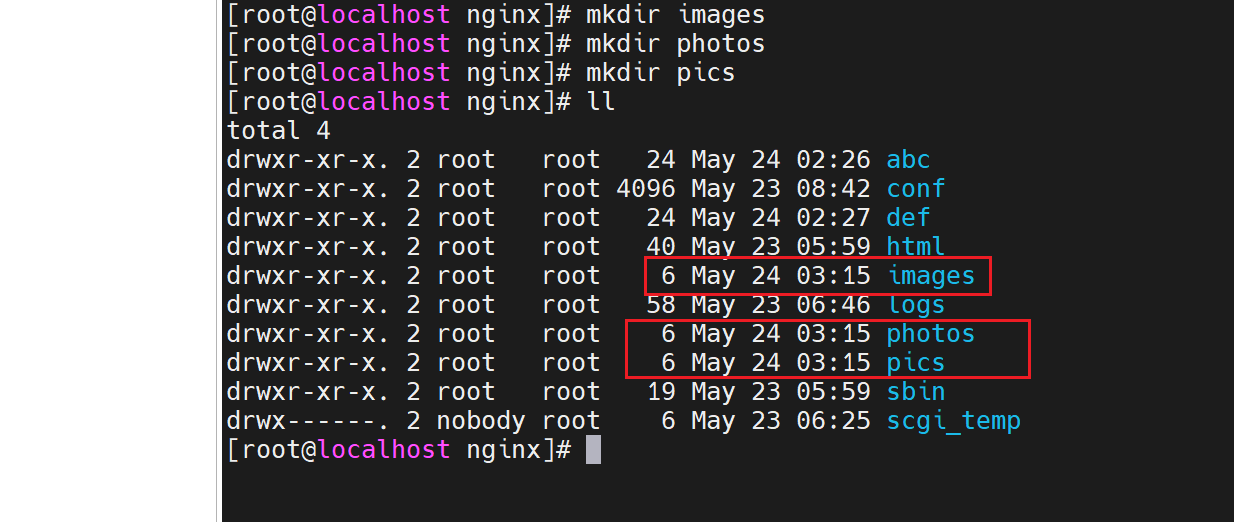 [root@localhost nginx]# mkdir images
[root@localhost nginx]# mkdir photos
[root@localhost nginx]# mkdir pics
[root@localhost nginx]# ll
total 4
drwxr-xr-x. 2 root   root   24 May 24 02:26 abc
drwxr-xr-x. 2 root   root 4096 May 23 08:42 conf
drwxr-xr-x. 2 root   root   24 May 24 02:27 def
drwxr-xr-x. 2 root   root   40 May 23 05:59 html
drwxr-xr-x. 2 root   root    6 May 24 03:15 images
drwxr-xr-x. 2 root   root   58 May 23 06:46 logs
drwxr-xr-x. 2 root   root    6 May 24 03:15 photos
drwxr-xr-x. 2 root   root    6 May 24 03:15 pics
drwxr-xr-x. 2 root   root   19 May 23 05:59 sbin
drwx------. 2 nobody root    6 May 23 06:25 scgi_temp
[root@localhost nginx]#